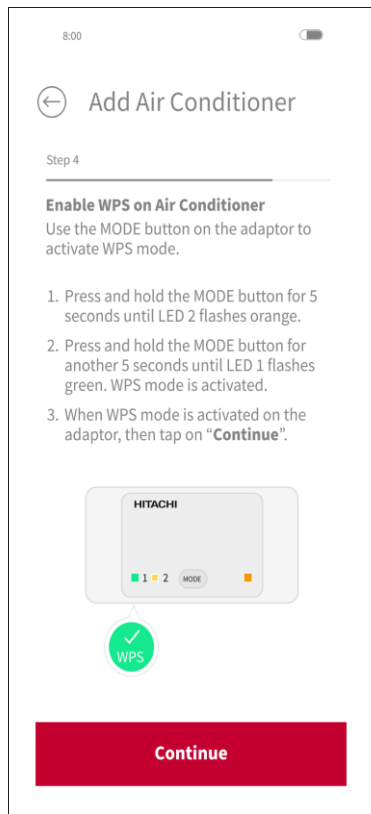 8:00
Add Air Conditioner
Step 4
Enable WPS on Air Conditioner
Use the MODE button on the adaptor to
activate WPS mode.
1. Press and hold the MODE button for 5
seconds until LED 2 flashes orange.
2. Press and hold the MODE button for
another 5 seconds until LED 1 flashes
green. WPS mode is activated.
3. When WPS mode is activated on the
adaptor, then tap on “Continue”.
HITACHI
1 2 MODE
WPS
Continue